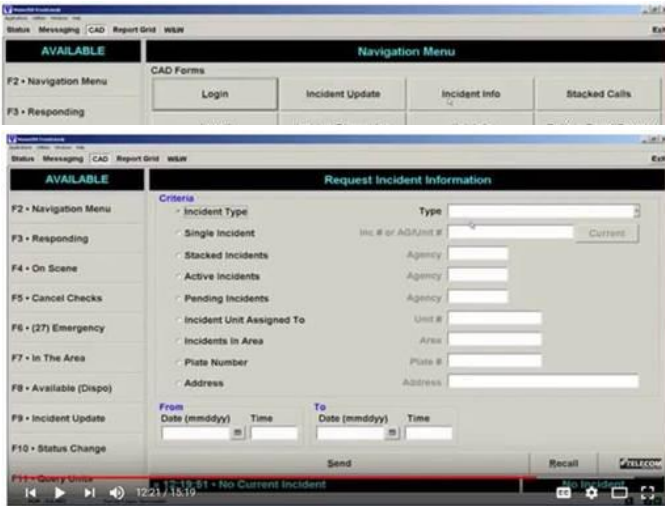 Status Messaging CAD Report Grid W&W
AVAILABLE Navigation Menu
CAD Forms
F2 • Navigation Menu
Login Incident Update Incident Info Stacked Calls
F3 • Responding
Status Messaging CAD Report Grid W&W
AVAILABLE Request Incident Information
Criteria
F2 • Navigation Menu Incident Type Type
F3 • Responding Single Incident Inc # or AG/Unit # Current
Stacked Incidents Agency
F4 • On Scene
Active Incidents Agency
F5 • Cancel Checks Pending Incidents Agency
F6 • (27) Emergency Incident Unit Assigned To Unit #
Incidents In Area Area
F7 • In The Area Plate Number Plate #
F8 • Available (Dispo) Address Address
From To
F9 • Incident Update Date (mmddyy) Time Date (mmddyy) Time
F10 • Status Change
Send Recall TELECOM
F11 • Query Units
12:19:51 • No Current Incident No Incident
12:21 / 15:19
CC